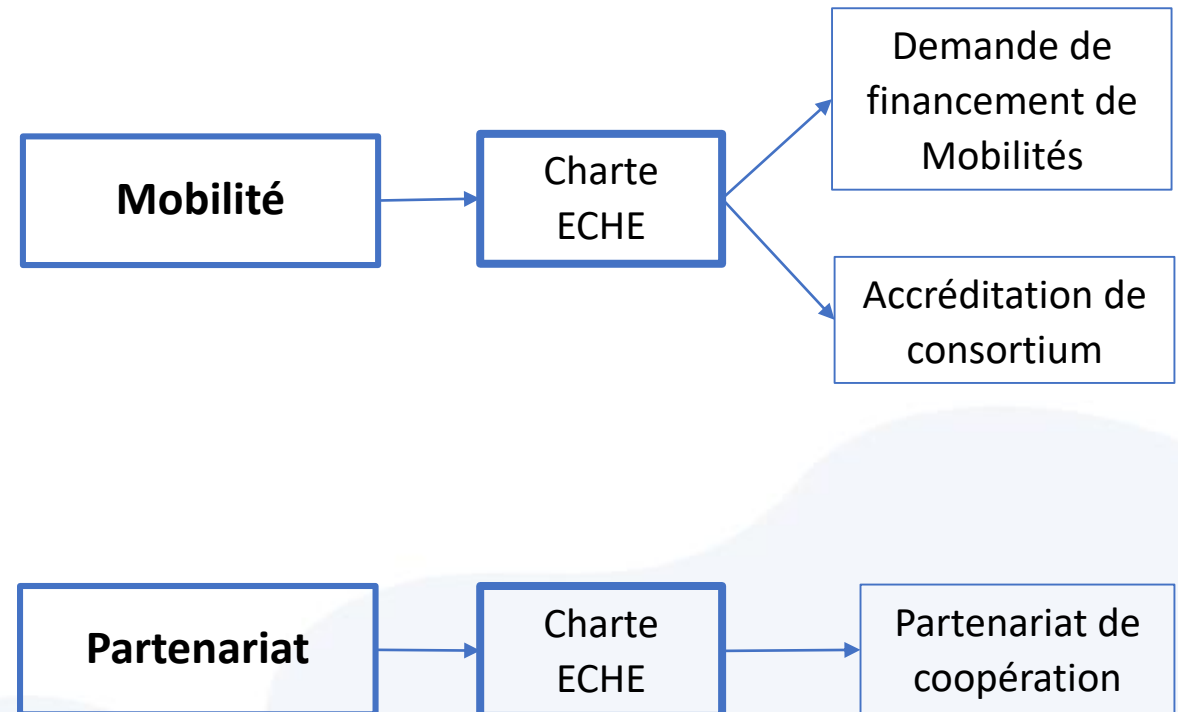 Demande de
financement de
Mobilités
Mobilité
Charte
ECHE
Accréditation de
consortium
Partenariat
Charte
ECHE
Partenariat de
coopération